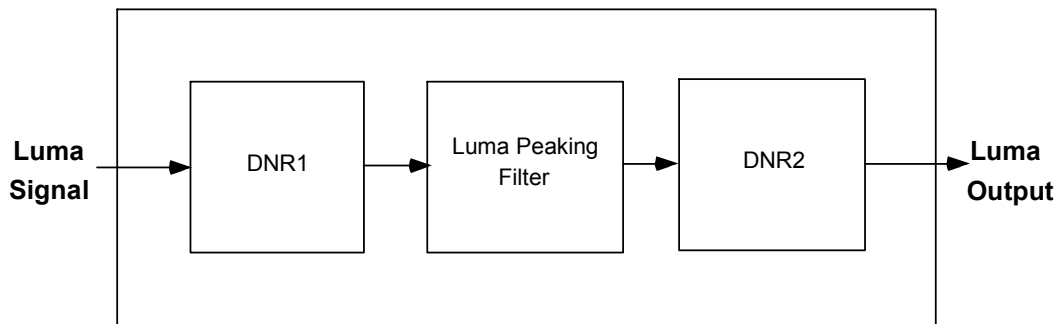 Luma
Signal
DNR1
Luma Peaking
Filter
DNR2
Luma
Output